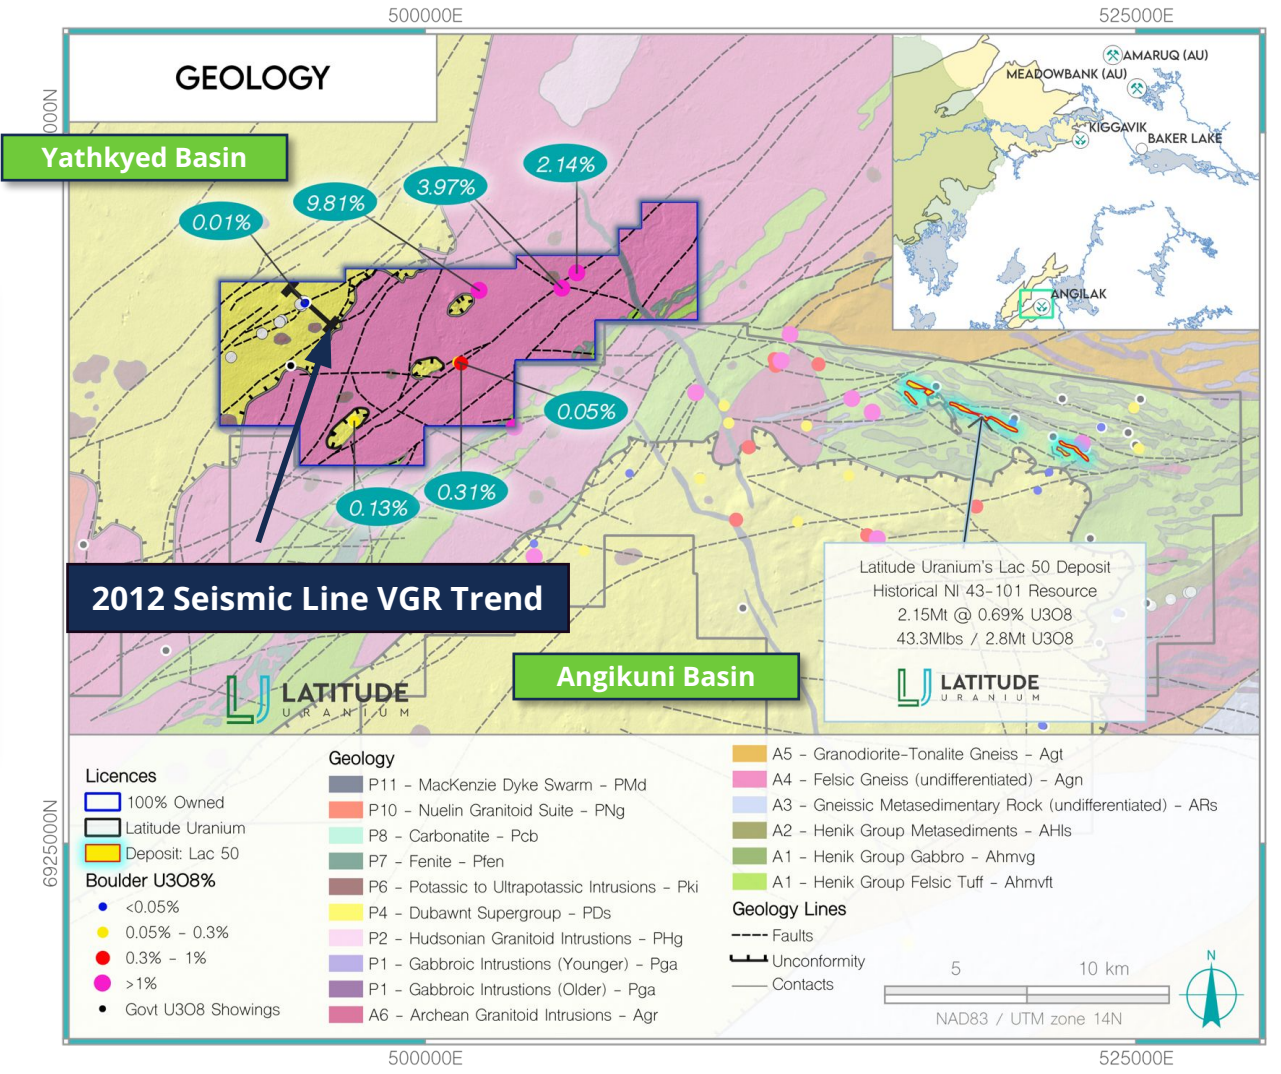 500000E
525000E
GEOLOGY
000N
Yathkyed Basin
0.01%
9.81%
3.97%
2.14%
AMARUQ (AU)
MEADOWBANK (AU)
KIGGAVIK
BAKER LAKE
ANGILAK
0.05%
0.31%
0.13%
2012 Seismic Line VGR Trend
Angikuni Basin
Latitude Uranium's Lac 50 Deposit
Historical NI 43-101 Resource
2.15Mt @ 0.69% U3O8
43.3Mlbs / 2.8Mt U3O8
LATITUDE
URANIUM
LATITUDE
URANIUM
6925000N
Licences
100% Owned
Latitude Uranium
Deposit: Lac 50
Boulder U3O8%
<0.05%
0.05% - 0.3%
0.3% - 1%
>1%
Govt U3O8 Showings
Geology
P11 - MacKenzie Dyke Swarm - PMd
P10 - Nuelin Granitoid Suite - PNg
P8 - Carbonatite - Pcb
P7 - Fenite - Pfen
P6 - Potassic to Ultrapotassic Intrusions - Pki
P4 - Dubawnt Supergroup - PDs
P2 - Hudsonian Granitoid Intrustions - PHg
P1 - Gabbroic Intrustions (Younger) - Pga
P1 - Gabbroic Intrusions (Older) - Pga
A6 - Archean Granitoid Intrusions - Agr
A5 - Granodiorite-Tonalite Gneiss - Agt
A4 - Felsic Gneiss (undifferentiated) - Agn
A3 - Gneissic Metasedimentary Rock (undifferentiated) - ARs
A2 - Henik Group Metasediments - AHls
A1 - Henik Group Gabbro - Ahmvg
A1 - Henik Group Felsic Tuff - Ahmvft
Geology Lines
Faults
Unconformity
Contacts
5
10 km
NAD83 / UTM zone 14N
N
500000E
525000E